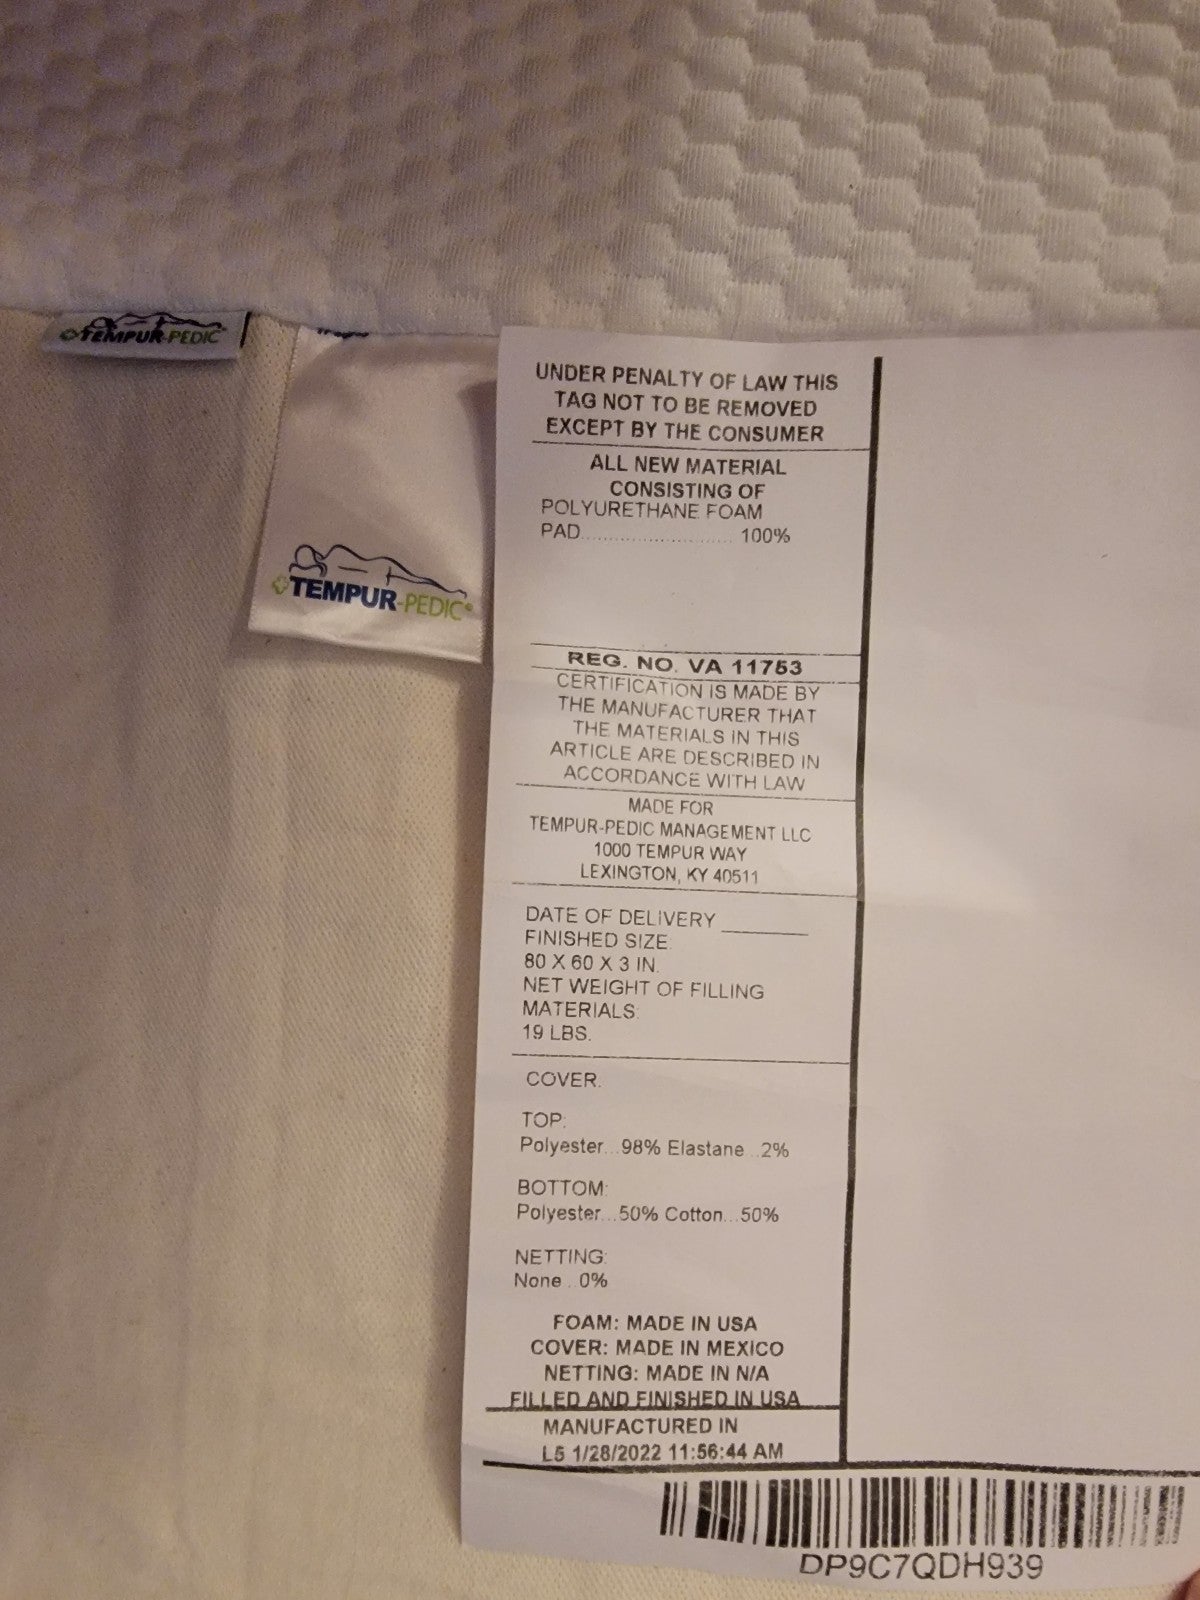 TEMPUR-PEDIC
TEMPUR-PEDIC®
UNDER PENALTY OF LAW THIS
TAG NOT TO BE REMOVED
EXCEPT BY THE CONSUMER
ALL NEW MATERIAL
CONSISTING OF
POLYURETHANE FOAM
PAD.......................... 100%
REG. NO. VA 11753
CERTIFICATION IS MADE BY
THE MANUFACTURER THAT
THE MATERIALS IN THIS
ARTICLE ARE DESCRIBED IN
ACCORDANCE WITH LAW
MADE FOR
TEMPUR-PEDIC MANAGEMENT LLC
1000 TEMPUR WAY
LEXINGTON, KY 40511
DATE OF DELIVERY ________
FINISHED SIZE:
80 X 60 X 3 IN.
NET WEIGHT OF FILLING
MATERIALS:
19 LBS.
COVER:
TOP:
Polyester...98% Elastane...2%
BOTTOM:
Polyester...50% Cotton...50%
NETTING:
None...0%
FOAM: MADE IN USA
COVER: MADE IN MEXICO
NETTING: MADE IN N/A
FILLED AND FINISHED IN USA
MANUFACTURED IN
L5 1/28/2022 11:56:44 AM
DP9C7QDH939